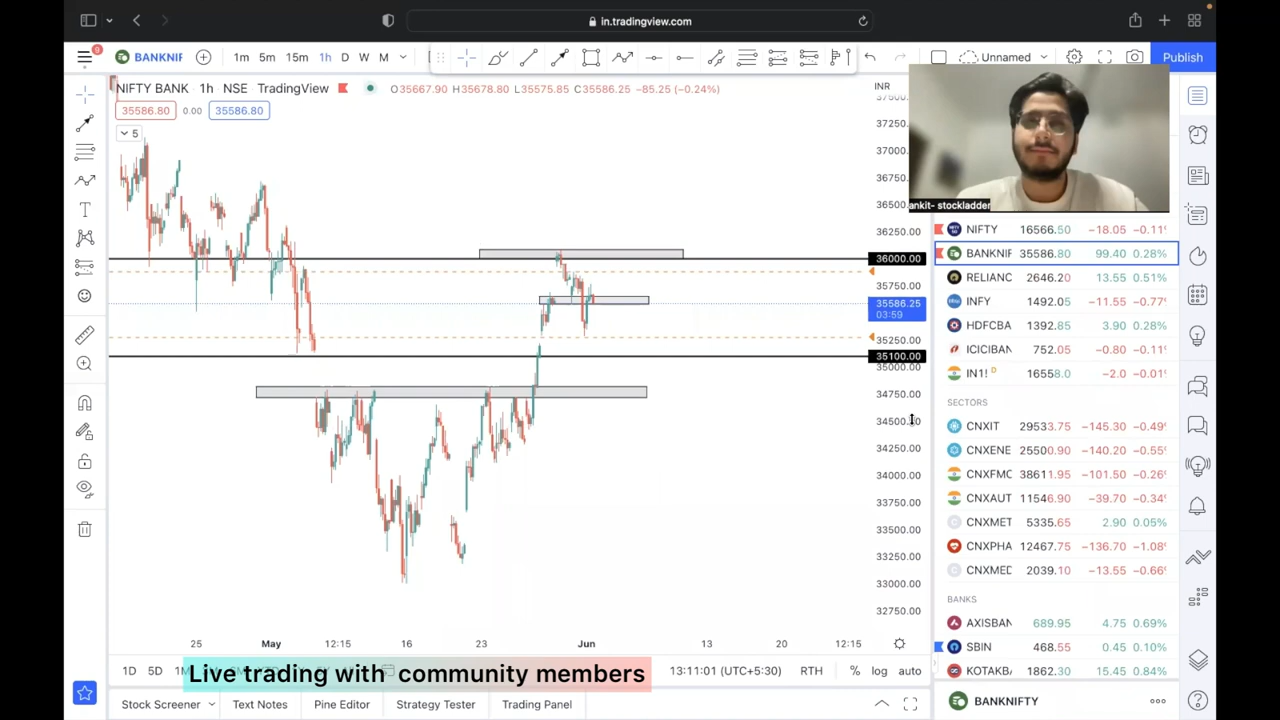 in.tradingview.com
9
BANKNIF
1m 5m 15m 1h D W M
Unnamed
Publish
NIFTY BANK 1h NSE TradingView
O35667.90 H35678.80 L35575.85 C35586.25 −85.25 (−0.24%)
INR
35586.80 0.00 35586.80
5
37250.
37000.
36750.
36500.
36250.00
36000.00
35750.00
35586.25
03:59
35250.00
35100.00
35000.00
34750.00
34500.00
34250.00
34000.00
33750.00
33500.00
33250.00
33000.00
32750.00
25 May 12:15 16 23 Jun 13 20 12:15
ankit- stockladder
NIFTY 16566.50 −18.05 −0.11
BANKNIF 35586.80 99.40 0.28%
RELIANC 2646.20 13.55 0.51%
INFY 1492.05 −11.55 −0.77
HDFCBA 1392.85 3.90 0.28%
ICICIBAN 752.05 −0.80 −0.11
IN1! D 16558.0 −2.0 −0.01
SECTORS
CNXIT 29533.75 −145.30 −0.49
CNXENE 25500.90 −140.20 −0.55
CNXFMC 38611.95 −101.50 −0.26
CNXAUT 11546.90 −39.70 −0.34
CNXMET 5335.65 2.90 0.05%
CNXPHA 12467.75 −136.70 −1.08
CNXMED 2039.10 −13.55 −0.66
BANKS
AXISBAN 689.95 4.75 0.69%
SBIN 468.55 0.45 0.10%
KOTAKB 1862.30 15.45 0.84%
BANKNIFTY
1D 5D
Live trading with community members
13:11:01 (UTC+5:30) RTH % log auto
Stock Screener Text Notes Pine Editor Strategy Tester Trading Panel